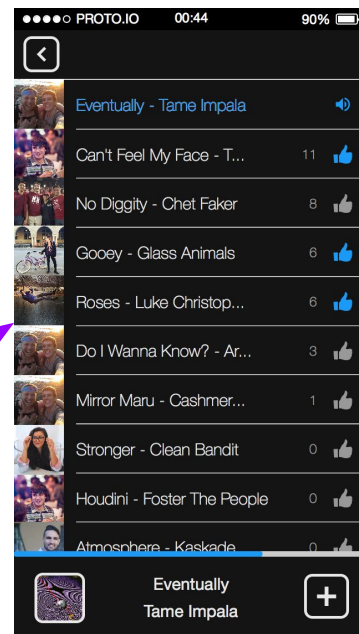 PROTO.IO 00:44 90%
Eventually - Tame Impala
Can't Feel My Face - T... 11
No Diggity - Chet Faker 8
Gooey - Glass Animals 6
Roses - Luke Christop... 6
Do I Wanna Know? - Ar... 3
Mirror Maru - Cashmer... 1
Stronger - Clean Bandit 0
Houdini - Foster The People 0
Atmosphere - Kaskade 0
Eventually
Tame Impala